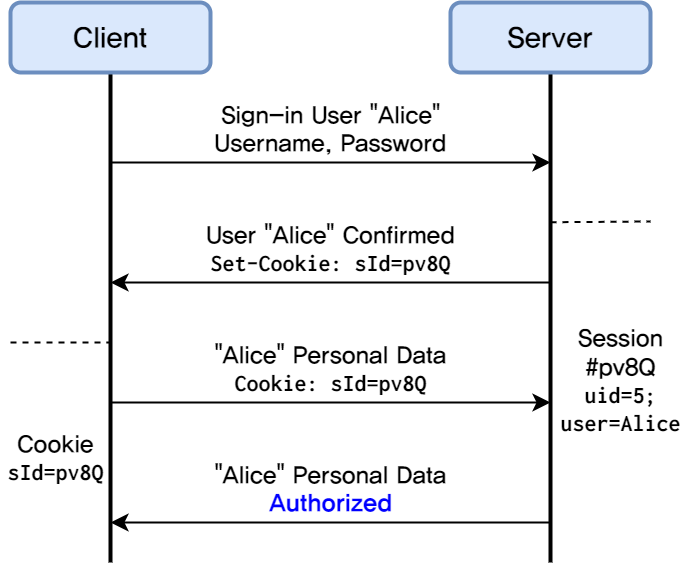 Client
Server
Sign-in User "Alice"
Username, Password
User "Alice" Confirmed
Set-Cookie: sId=pv8Q
"Alice" Personal Data
Cookie: sId=pv8Q
Session
#pv8Q
uid=5;
user=Alice
Cookie
sId=pv8Q
"Alice" Personal Data
Authorized